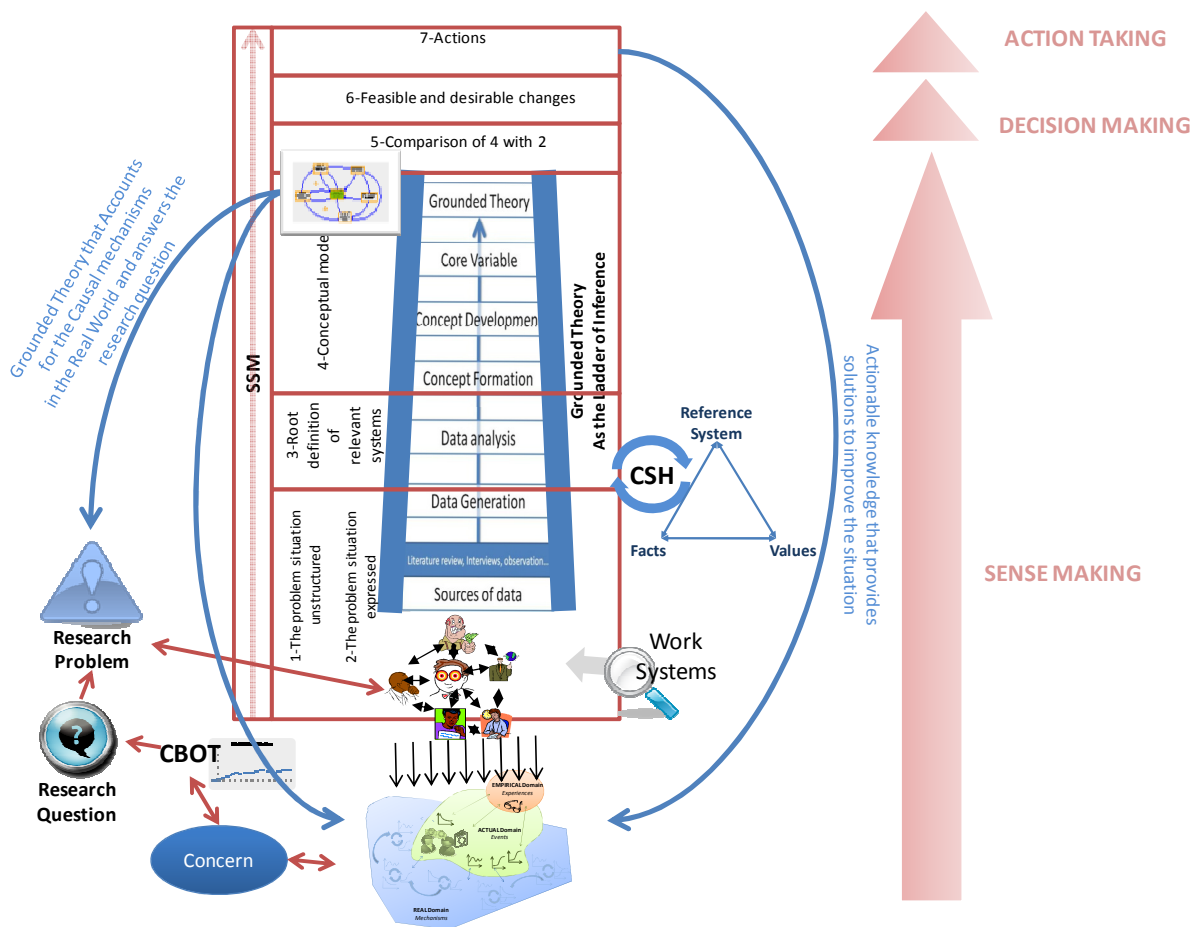 7-Actions
6-Feasible and desirable changes
5-Comparison of 4 with 2
ACTION TAKING
DECISION MAKING
SENSE MAKING
Grounded Theory that Accounts
for the Causal mechanisms
in the Real World and answers the
research question
SSM
4-Conceptual mode
Grounded Theory
Core Variable
Concept Developmen
Concept Formation
Data analysis
Data Generation
Literature review, Interviews, observation...
Sources of data
Grounded Theory
As the Ladder of Inference
3-Root
definition
of
relevant
systems
1-The problem situation
unstructured
2-The problem situation
expressed
CSH
Reference
System
Facts
Values
Actionable knowledge that provides
solutions to improve the situation
Work
Systems
Research
Problem
?
Research
Question
CBOT
Concern
EMPIRICAL Domain
Experiences
ACTUAL Domain
Events
REAL Domain
Mechanisms